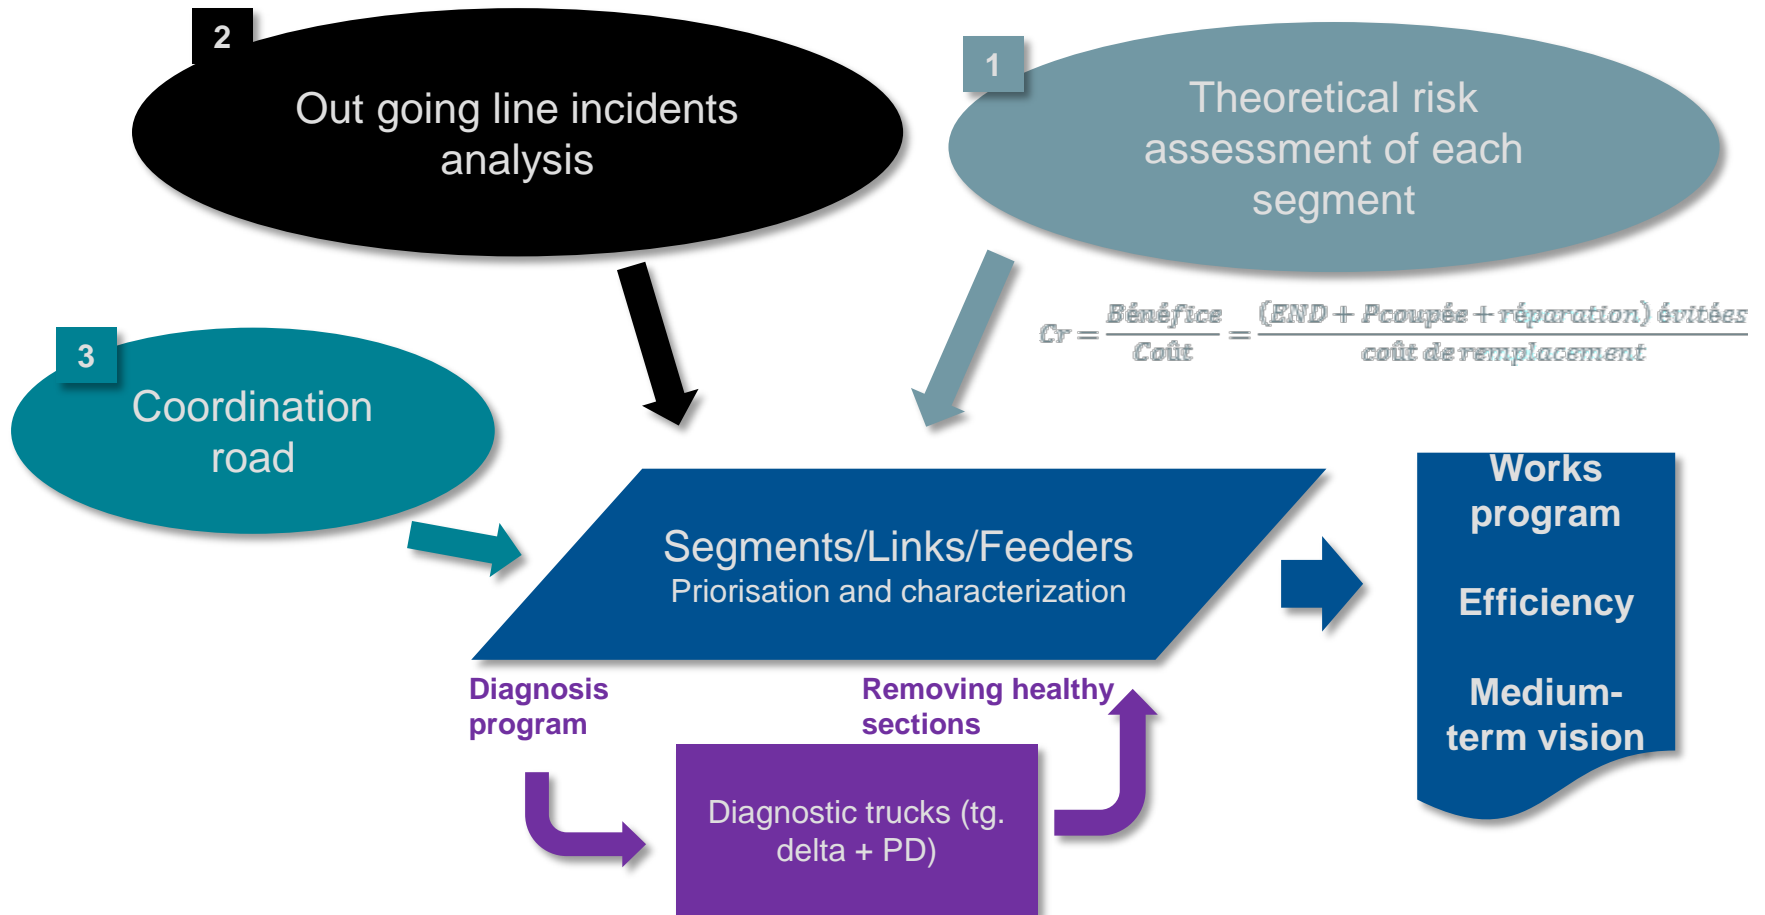 2
Out going line incidents
analysis
1
Theoretical risk
assessment of each
segment
Cr = Bénéfice / Coût = (END + Pcoupée + réparation) évitées / coût de remplacement
3
Coordination
road
Segments/Links/Feeders
Priorisation and characterization
Works
program
Efficiency
Medium-
term vision
Diagnosis
program
Removing healthy
sections
Diagnostic trucks (tg.
delta + PD)